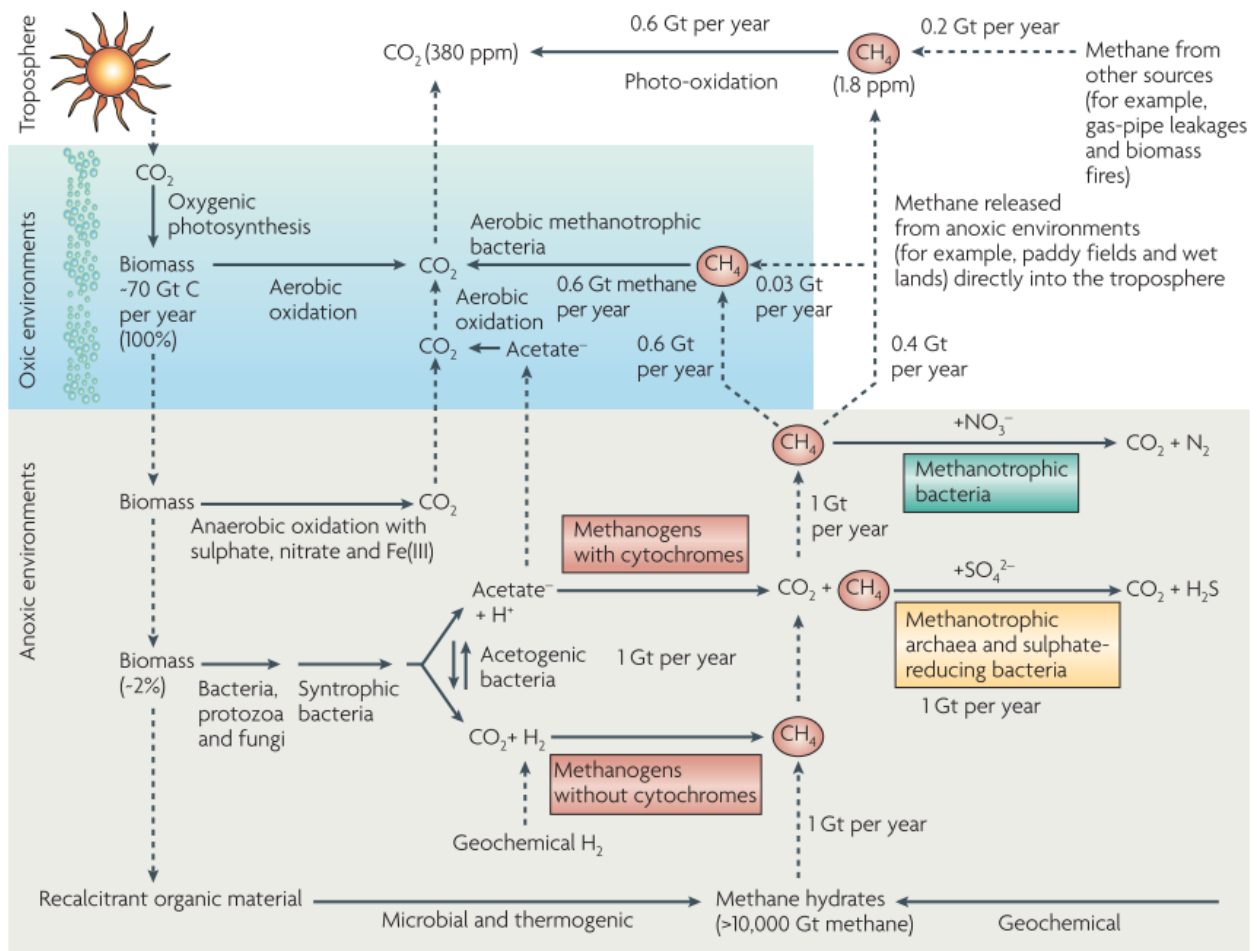 Troposphere
CO₂ (380 ppm)
0.6 Gt per year
Photo-oxidation
CH₄
(1.8 ppm)
0.2 Gt per year
Methane from
other sources
(for example,
gas-pipe leakages
and biomass
fires)
Oxic environments
CO₂
Oxygenic
photosynthesis
Biomass
~70 Gt C
per year
(100%)
Aerobic
oxidation
CO₂
Aerobic methanotrophic
bacteria
0.6 Gt methane
per year
CH₄
0.03 Gt
per year
Methane released
from anoxic environments
(for example, paddy fields and wet
lands) directly into the troposphere
Aerobic
oxidation
CO₂
Acetate⁻
0.6 Gt
per year
0.4 Gt
per year
Anoxic environments
CH₄
+NO₃⁻
CO₂ + N₂
Methanotrophic
bacteria
Biomass
CO₂
Anaerobic oxidation with
sulphate, nitrate and Fe(III)
1 Gt
per year
Methanogens
with cytochromes
Acetate⁻
+ H⁺
CO₂ + CH₄
+SO₄²⁻
CO₂ + H₂S
Methanotrophic
archaea and sulphate-
reducing bacteria
1 Gt per year
Biomass
(~2%)
Bacteria,
protozoa
and fungi
Syntrophic
bacteria
Acetogenic
bacteria
1 Gt per year
CO₂+ H₂
CH₄
Methanogens
without cytochromes
Geochemical H₂
1 Gt per year
Recalcitrant organic material
Microbial and thermogenic
Methane hydrates
(>10,000 Gt methane)
Geochemical